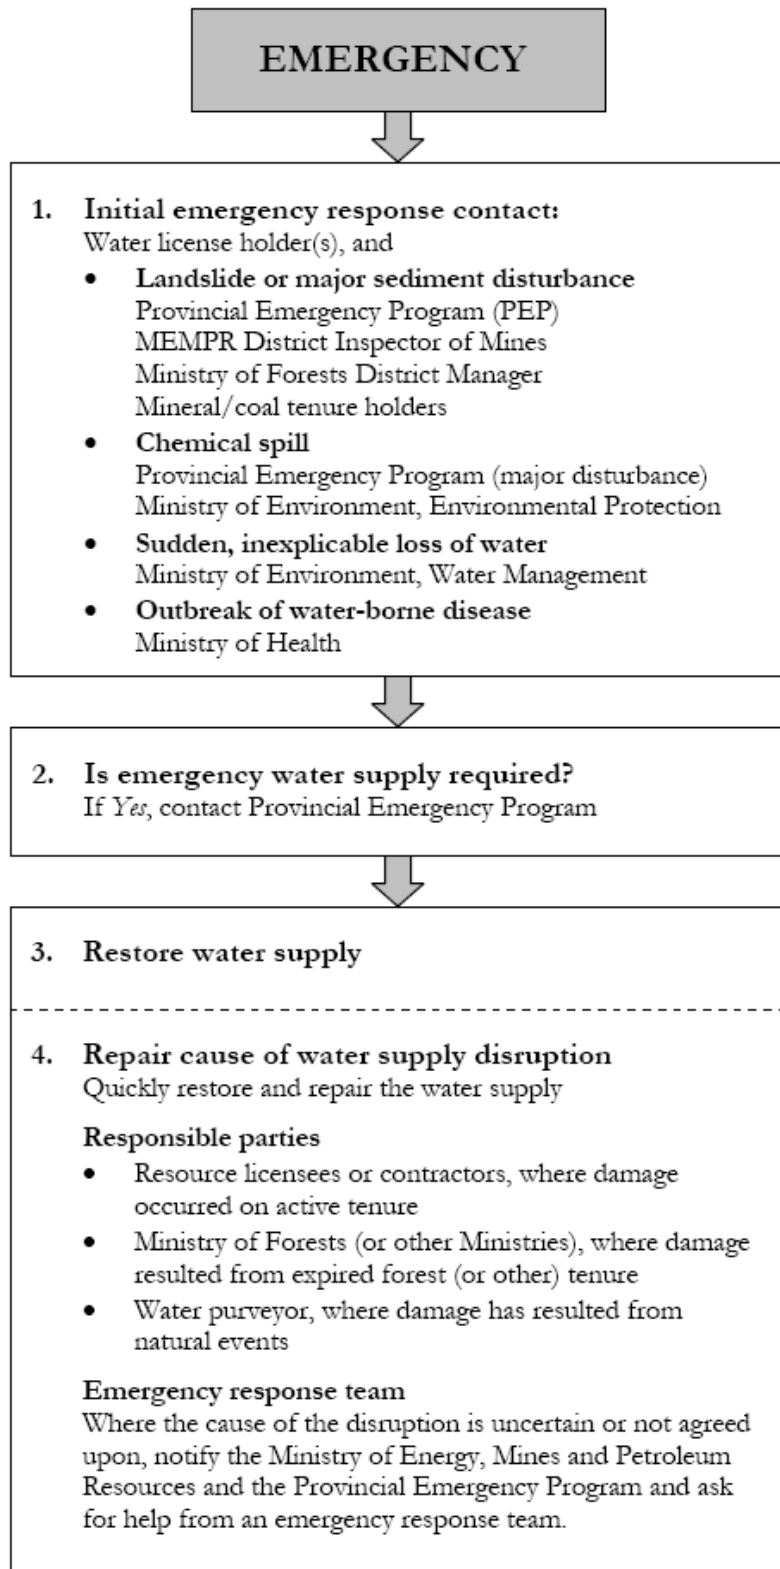 EMERGENCY
1. Initial emergency response contact:
Water license holder(s), and
• Landslide or major sediment disturbance
Provincial Emergency Program (PEP)
MEMPR District Inspector of Mines
Ministry of Forests District Manager
Mineral/coal tenure holders
• Chemical spill
Provincial Emergency Program (major disturbance)
Ministry of Environment, Environmental Protection
• Sudden, inexplicable loss of water
Ministry of Environment, Water Management
• Outbreak of water-borne disease
Ministry of Health
2. Is emergency water supply required?
If Yes, contact Provincial Emergency Program
3. Restore water supply
4. Repair cause of water supply disruption
Quickly restore and repair the water supply
Responsible parties
• Resource licensees or contractors, where damage
occurred on active tenure
• Ministry of Forests (or other Ministries), where damage
resulted from expired forest (or other) tenure
• Water purveyor, where damage has resulted from
natural events
Emergency response team
Where the cause of the disruption is uncertain or not agreed
upon, notify the Ministry of Energy, Mines and Petroleum
Resources and the Provincial Emergency Program and ask
for help from an emergency response team.